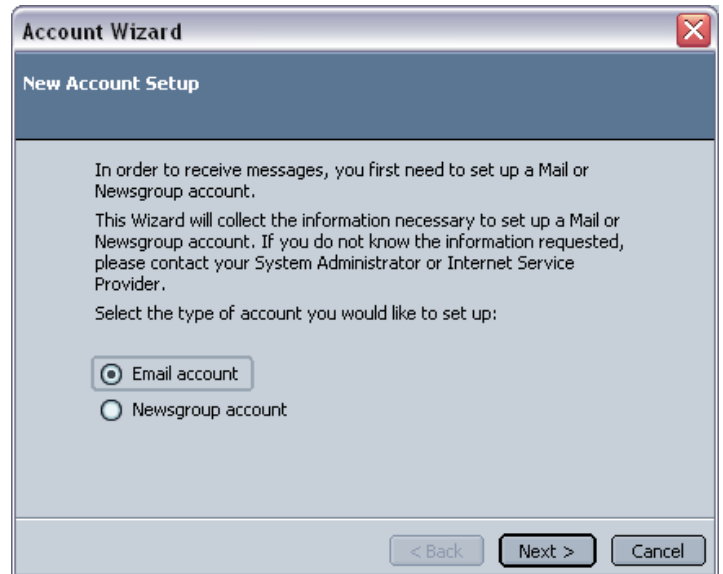 Account Wizard
New Account Setup
In order to receive messages, you first need to set up a Mail or
Newsgroup account.
This Wizard will collect the information necessary to set up a Mail or
Newsgroup account. If you do not know the information requested,
please contact your System Administrator or Internet Service
Provider.
Select the type of account you would like to set up:
Email account
Newsgroup account
< Back Next > Cancel